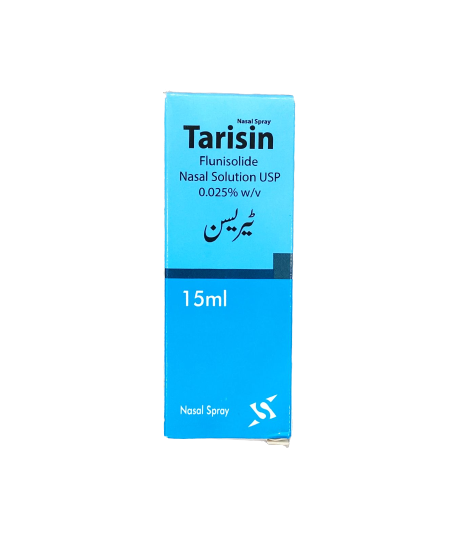 Nasal Spray
Tarisin
Flunisolide
Nasal Solution USP
0.025% w/v
ٹیریسن
15ml
Nasal Spray